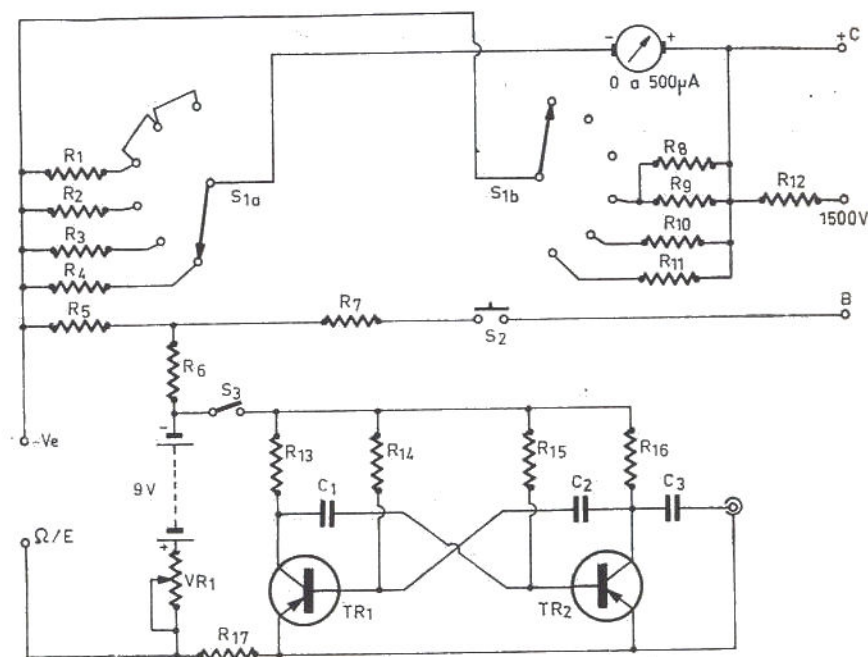 - +
+C
0 a 500µA
R1
R8
R2
S1a
S1b
R9
R12
1500V
R3
R10
R4
R11
R5
R7
B
S2
R6
S3
-Ve
-
R13
R14
R15
R16
9V
C1
C2
C3
Ω/E
+
VR1
TR1
TR2
R17